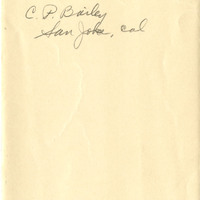 C. P. Bailey
San Jose, Cal